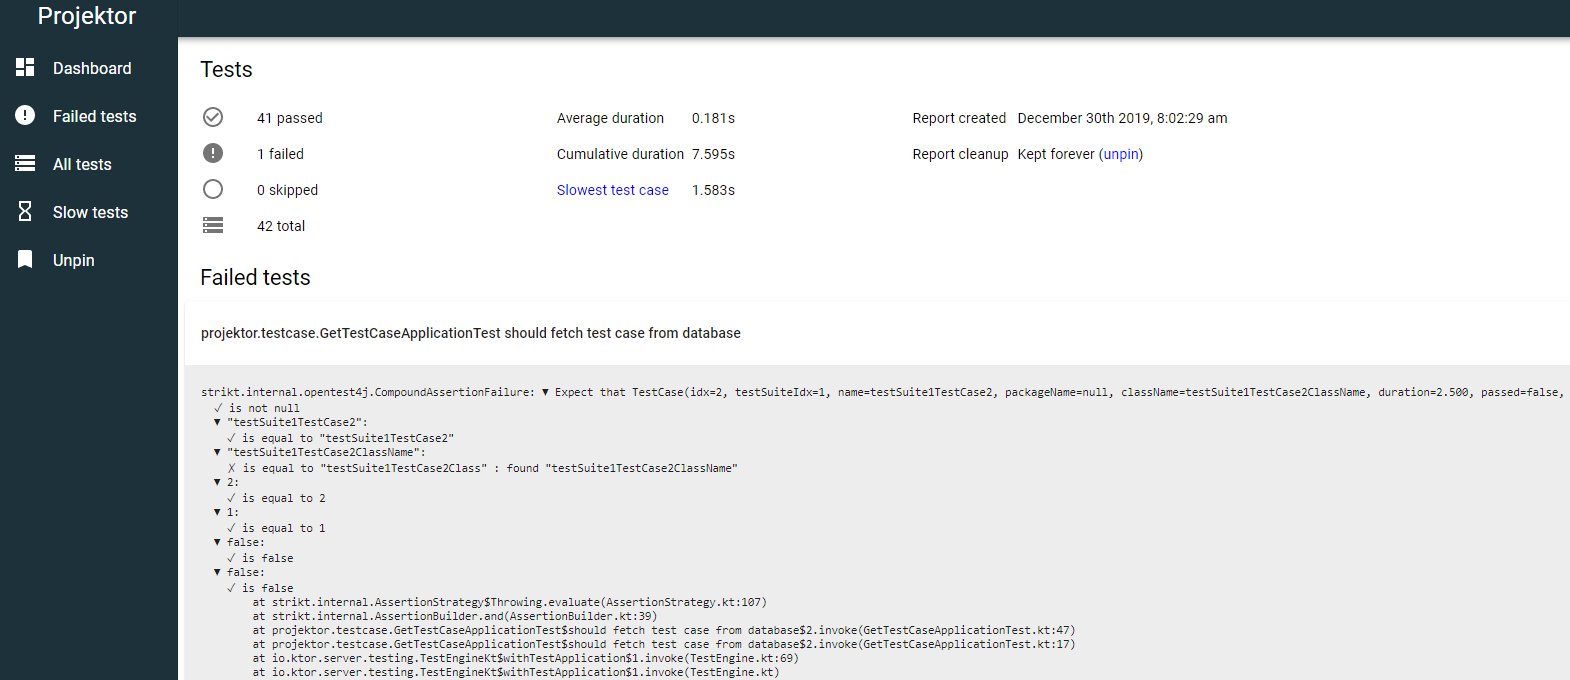 Projektor
Dashboard
Failed tests
All tests
Slow tests
Unpin
Tests
41 passed Average duration 0.181s Report created December 30th 2019, 8:02:29 am
1 failed Cumulative duration 7.595s Report cleanup Kept forever (unpin)
0 skipped Slowest test case 1.583s
42 total
Failed tests
projektor.testcase.GetTestCaseApplicationTest should fetch test case from database
strikt.internal.opentest4j.CompoundAssertionFailure: ▼ Expect that TestCase(idx=2, testSuiteIdx=1, name=testSuite1TestCase2, packageName=null, className=testSuite1TestCase2ClassName, duration=2.500, passed=false,
✓ is not null
▼ "testSuite1TestCase2":
✓ is equal to "testSuite1TestCase2"
▼ "testSuite1TestCase2ClassName":
✗ is equal to "testSuite1TestCase2Class" : found "testSuite1TestCase2ClassName"
▼ 2:
✓ is equal to 2
▼ 1:
✓ is equal to 1
▼ false:
✓ is false
▼ false:
✓ is false
at strikt.internal.AssertionStrategy$Throwing.evaluate(AssertionStrategy.kt:107)
at strikt.internal.AssertionBuilder.and(AssertionBuilder.kt:39)
at projektor.testcase.GetTestCaseApplicationTest$should fetch test case from database$2.invoke(GetTestCaseApplicationTest.kt:47)
at projektor.testcase.GetTestCaseApplicationTest$should fetch test case from database$2.invoke(GetTestCaseApplicationTest.kt:17)
at io.ktor.server.testing.TestEngineKt$withTestApplication$1.invoke(TestEngine.kt:69)
at io.ktor.server.testing.TestEngineKt$withTestApplication$1.invoke(TestEngine.kt)